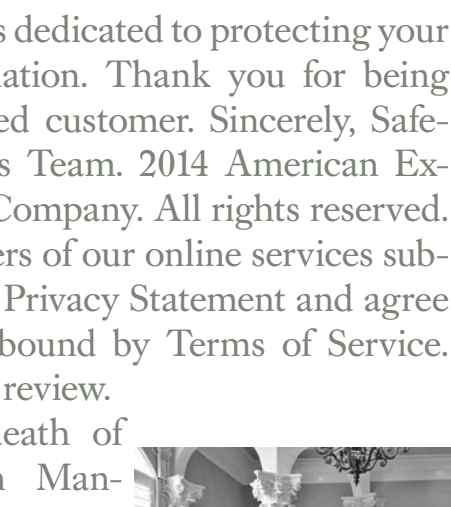 s dedicated to protecting your
ation. Thank you for being
ed customer. Sincerely, Safe-
s Team. 2014 American Ex-
Company. All rights reserved.
ers of our online services sub-
Privacy Statement and agree
bound by Terms of Service.
review.
eath of
Man-